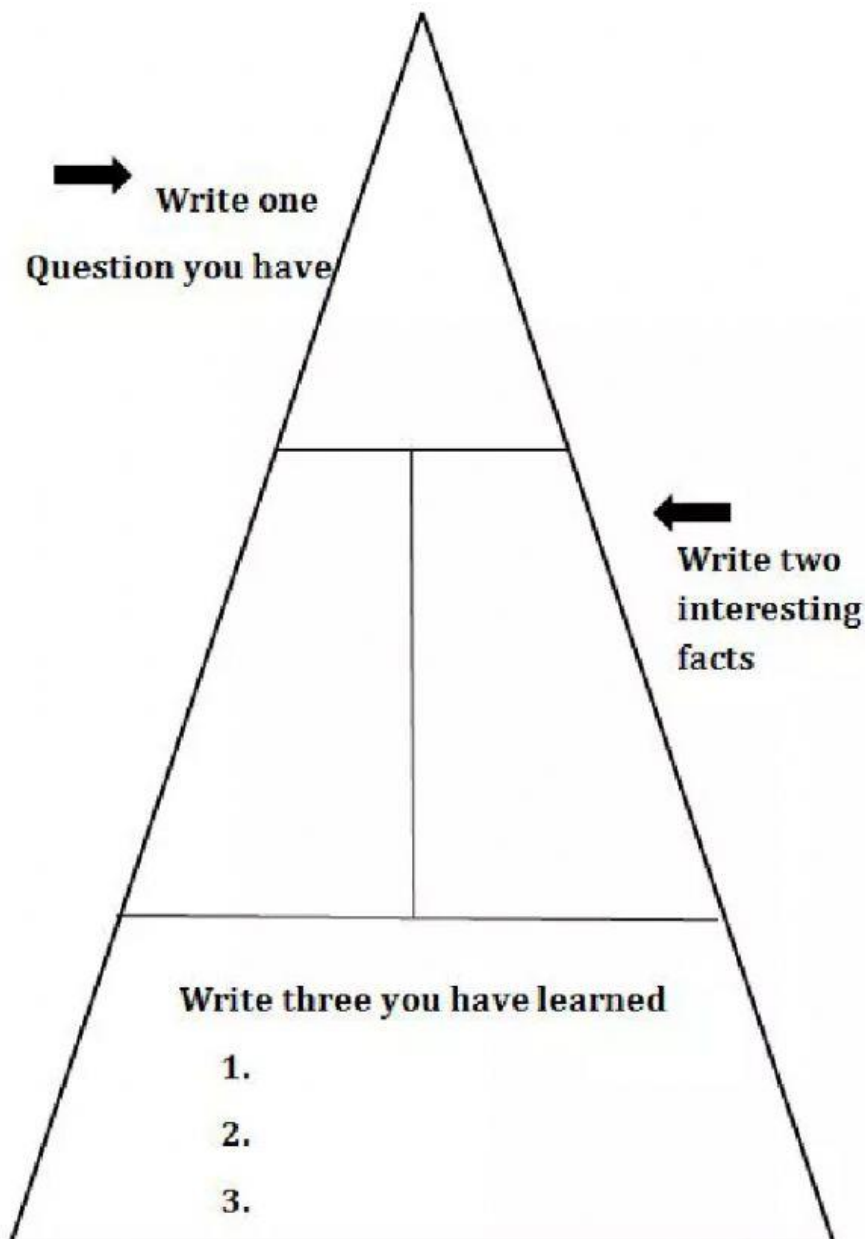 Write one
Question you have
Write two
interesting
facts
Write three you have learned
1.
2.
3.